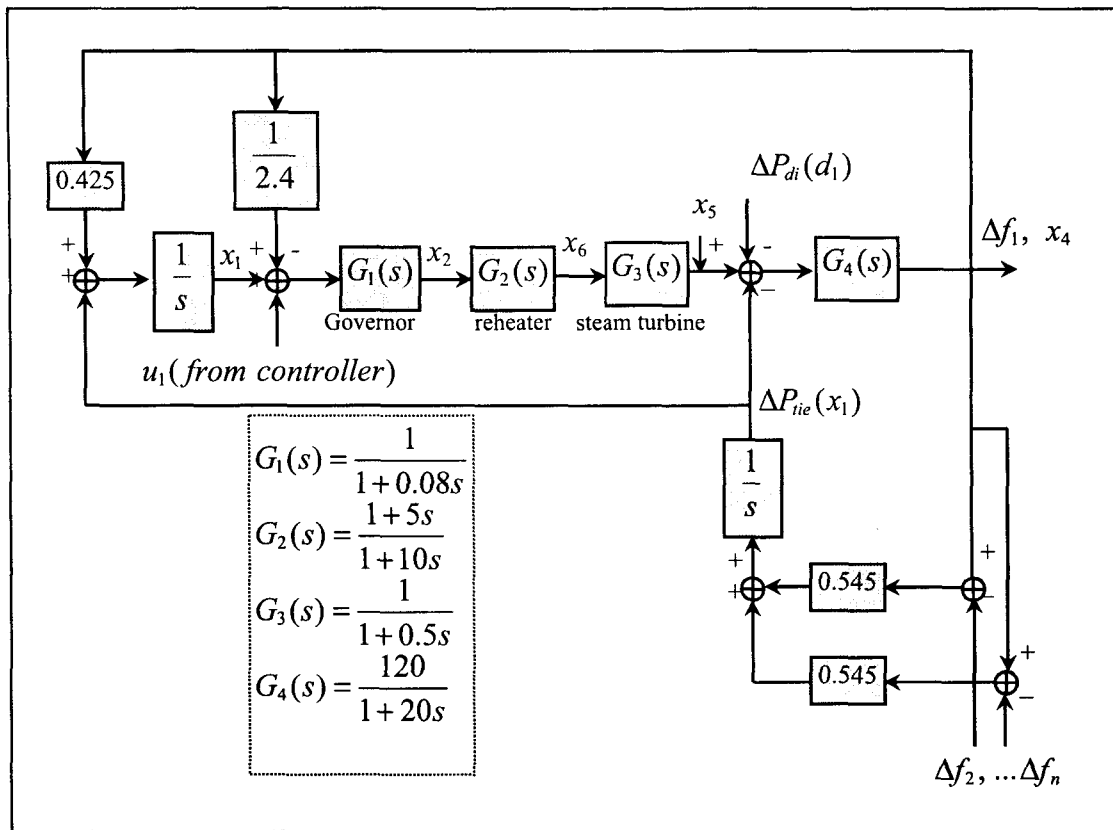 0.425
1
2.4
ΔP_di(d_1)
x_5
+
-
Δf_1, x_4
+
+
1
s
x_1
+
-
G_1(s)
x_2
G_2(s)
x_6
G_3(s)
-
G_4(s)
Governor
reheater
steam turbine
u_1(from controller)
ΔP_tie(x_1)
G_1(s) = 1 / (1+0.08s)
G_2(s) = (1+5s) / (1+10s)
G_3(s) = 1 / (1+0.5s)
G_4(s) = 120 / (1+20s)
1
s
+
+
0.545
+
-
0.545
+
-
Δf_2, ...Δf_n